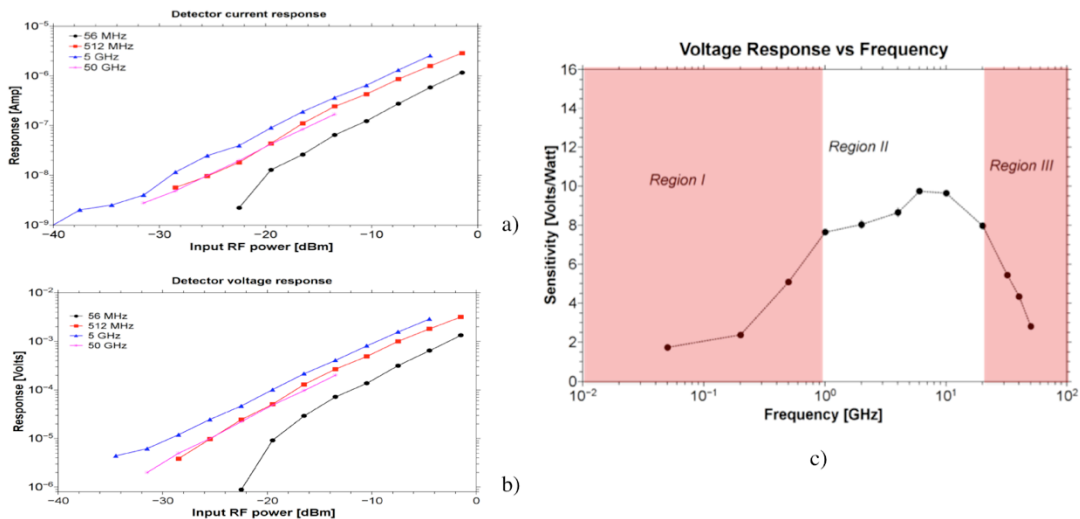 Detector current response
10⁻⁵
10⁻⁶
10⁻⁷
10⁻⁸
10⁻⁹
Response [Amp]
56 MHz
512 MHz
5 GHz
50 GHz
−40 −30 −20 −10 0
Input RF power [dBm]
a)
Detector voltage response
10⁻²
10⁻³
10⁻⁴
10⁻⁵
10⁻⁶
Response [Volts]
56 MHz
512 MHz
5 GHz
50 GHz
−40 −30 −20 −10 0
Input RF power [dBm]
b)
Voltage Response vs Frequency
16
14
12
10
8
6
4
2
0
Sensitivity [Volts/Watt]
Region I
Region II
Region III
10⁻² 10⁻¹ 10⁰ 10¹ 10²
Frequency [GHz]
c)